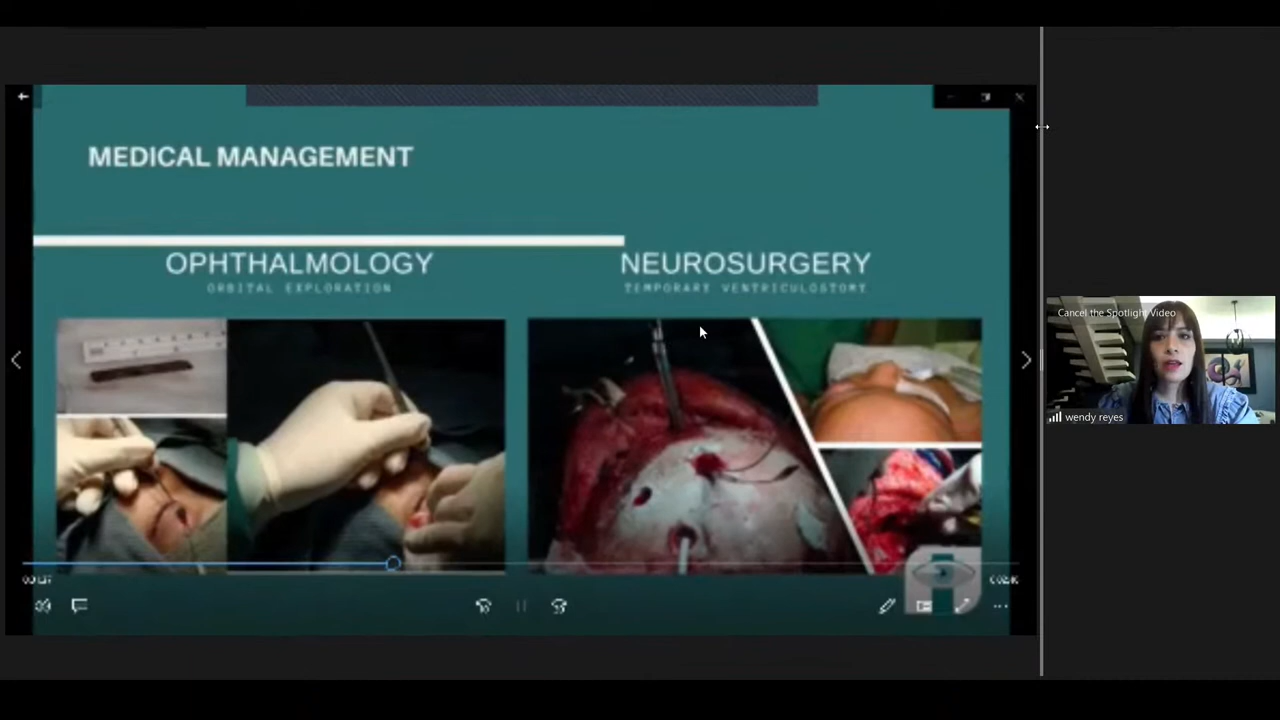 MEDICAL MANAGEMENT
OPHTHALMOLOGY
ORBITAL EXPLORATION
NEUROSURGERY
TEMPORARY VENTRICULOSTOMY
Cancel the Spotlight Video
wendy reyes